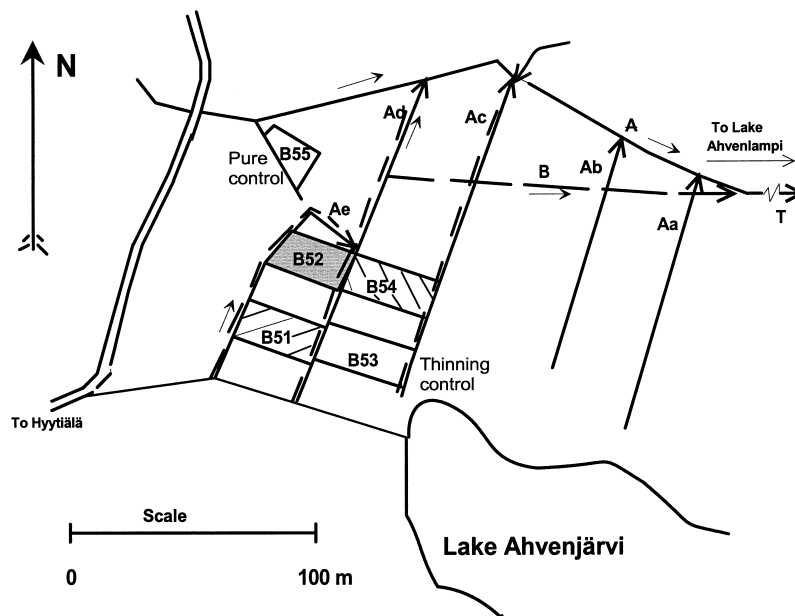 N
Ad
Ac
A
To Lake
Ahvenlampi
B55
Pure
control
Ab
B
T
Ae
Aa
B52
B54
B51
B53
Thinning
control
To Hyytiälä
Scale
0
100 m
Lake Ahvenjärvi